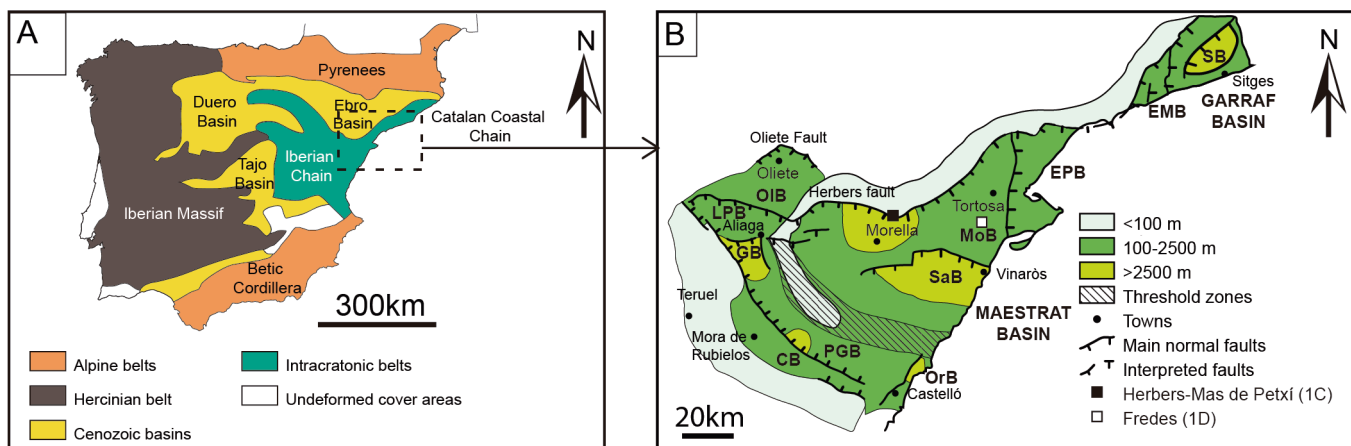 A
N
Pyrenees
Duero
Basin
Ebro
Basin
Catalan Coastal
Chain
Iberian
Chain
Tajo
Basin
Iberian Massif
Betic
Cordillera
300km
Alpine belts
Hercinian belt
Cenozoic basins
Intracratonic belts
Undeformed cover areas
B
N
SB
Sitges
GARRAF
BASIN
EMB
Oliete Fault
Oliete
OlB
EPB
Herbers fault
Tortosa
LPB
Aliaga
Morella
MoB
GB
SaB
Vinaròs
Teruel
MAESTRAT
BASIN
Mora de
Rubielos
CB
PGB
OrB
Castelló
20km
<100 m
100-2500 m
>2500 m
Threshold zones
Towns
Main normal faults
Interpreted faults
Herbers-Mas de Petxí (1C)
Fredes (1D)